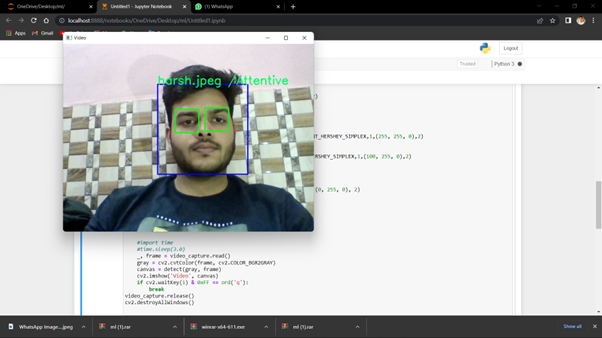 OneDrive/Desktop/ml/
Untitled1 - Jupyter Notebook
(1) WhatsApp
localhost:8888/notebooks/OneDrive/Desktop/ml/Untitled1.ipynb
Apps
Gmail
Video
Logout
Trusted
Python 3
harsh.jpeg /Attentive
T_HERSHEY_SIMPLEX,1,(255, 255, 0),2)
RSHEY_SIMPLEX,1,(100, 255, 0),2)
(0, 255, 0), 2)
#import time
#time.sleep(3.0)
_, frame = video_capture.read()
gray = cv2.cvtColor(frame, cv2.COLOR_BGR2GRAY)
canvas = detect(gray, frame)
cv2.imshow('Video', canvas)
if cv2.waitKey(1) & 0xFF == ord('q'):
break
video_capture.release()
cv2.destroyAllWindows()
WhatsApp Image....jpeg
ml (1).rar
winrar-x64-611.exe
ml (1).rar
Show all